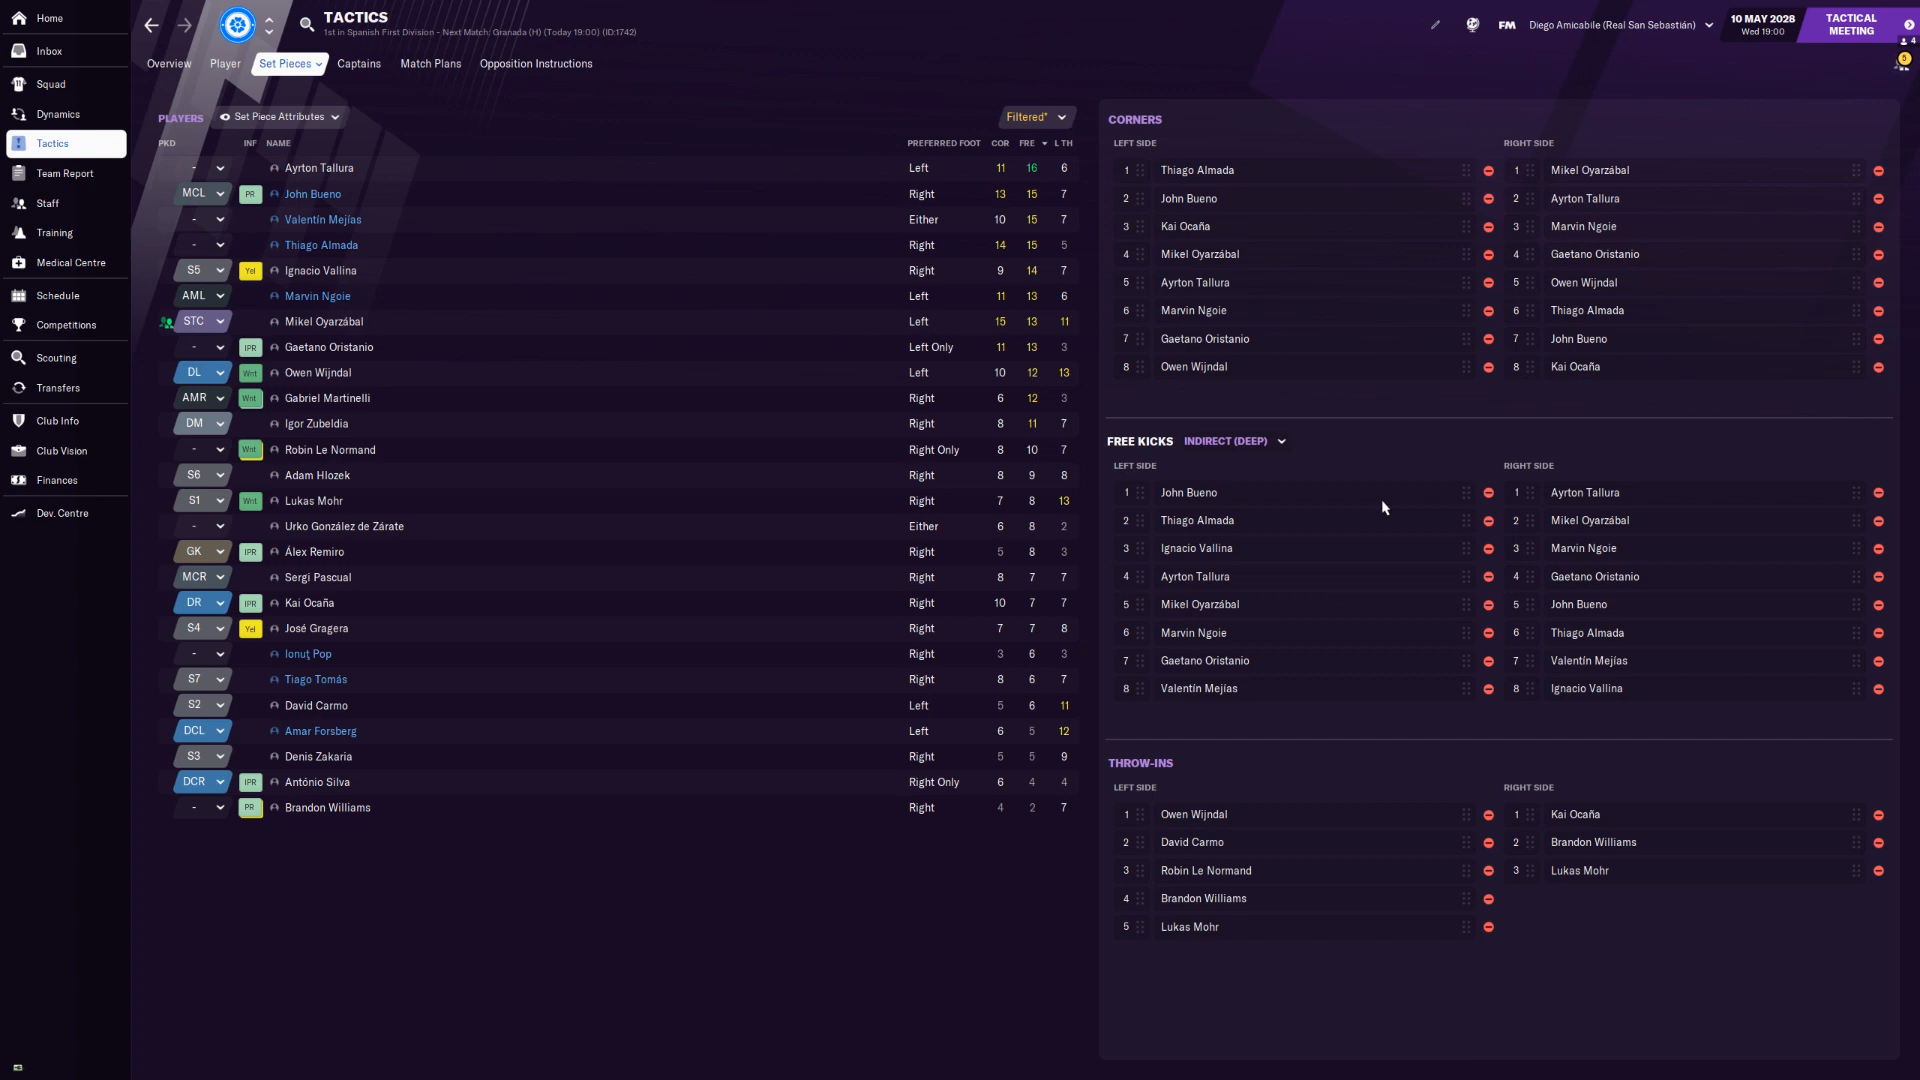 Home
Inbox
Squad
Dynamics
Tactics
Team Report
Staff
Training
Medical Centre
Schedule
Competitions
Scouting
Transfers
Club Info
Club Vision
Finances
Dev. Centre
TACTICS
1st in Spanish First Division - Next Match: Granada (H) (Today 19:00) (ID:1742)
FM
Diego Amicabile (Real San Sebastián)
10 MAY 2028
Wed 19:00
TACTICAL MEETING
4
5
Overview Player Set Pieces Captains Match Plans Opposition Instructions
PLAYERS Set Piece Attributes Filtered*
PKD INF NAME PREFERRED FOOT COR FRE L TH
- Ayrton Tallura Left 11 16 6
MCL PR John Bueno Right 13 15 7
- Valentín Mejías Either 10 15 7
- Thiago Almada Right 14 15 5
S5 Yel Ignacio Vallina Right 9 14 7
AML Marvin Ngoie Left 11 13 6
STC Mikel Oyarzábal Left 15 13 11
- IPR Gaetano Oristanio Left Only 11 13 3
DL Wnt Owen Wijndal Left 10 12 13
AMR Wnt Gabriel Martinelli Right 6 12 3
DM Igor Zubeldia Right 8 11 7
- Wnt Robin Le Normand Right Only 8 10 7
S6 Adam Hlozek Right 8 9 8
S1 Wnt Lukas Mohr Right 7 8 13
- Urko González de Zárate Either 6 8 2
GK IPR Álex Remiro Right 5 8 3
MCR Sergi Pascual Right 8 7 7
DR IPR Kai Ocaña Right 10 7 7
S4 Yel José Gragera Right 7 7 8
- Ionuț Pop Right 3 6 3
S7 Tiago Tomás Right 8 6 7
S2 David Carmo Left 5 6 11
DCL Amar Forsberg Left 6 5 12
S3 Denis Zakaria Right 5 5 9
DCR IPR António Silva Right Only 6 4 4
- PR Brandon Williams Right 4 2 7
CORNERS
LEFT SIDE RIGHT SIDE
1 Thiago Almada 1 Mikel Oyarzábal
2 John Bueno 2 Ayrton Tallura
3 Kai Ocaña 3 Marvin Ngoie
4 Mikel Oyarzábal 4 Gaetano Oristanio
5 Ayrton Tallura 5 Owen Wijndal
6 Marvin Ngoie 6 Thiago Almada
7 Gaetano Oristanio 7 John Bueno
8 Owen Wijndal 8 Kai Ocaña
FREE KICKS INDIRECT (DEEP)
LEFT SIDE RIGHT SIDE
1 John Bueno 1 Ayrton Tallura
2 Thiago Almada 2 Mikel Oyarzábal
3 Ignacio Vallina 3 Marvin Ngoie
4 Ayrton Tallura 4 Gaetano Oristanio
5 Mikel Oyarzábal 5 John Bueno
6 Marvin Ngoie 6 Thiago Almada
7 Gaetano Oristanio 7 Valentín Mejías
8 Valentín Mejías 8 Ignacio Vallina
THROW-INS
LEFT SIDE RIGHT SIDE
1 Owen Wijndal 1 Kai Ocaña
2 David Carmo 2 Brandon Williams
3 Robin Le Normand 3 Lukas Mohr
4 Brandon Williams
5 Lukas Mohr